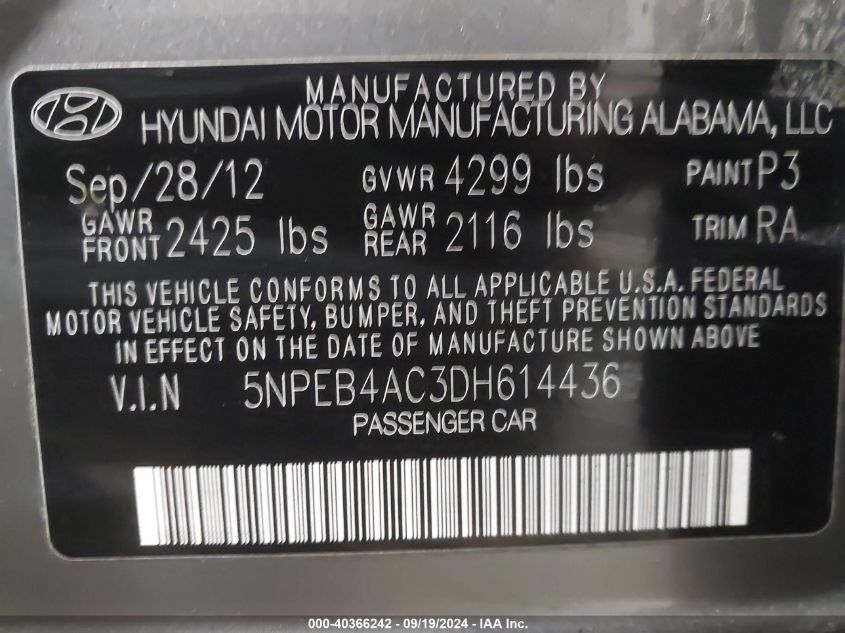 MANUFACTURED BY
HYUNDAI MOTOR MANUFACTURING ALABAMA, LLC
Sep/28/12 GVWR 4299 lbs PAINT P3
GAWR FRONT 2425 lbs GAWR REAR 2116 lbs TRIM RA
THIS VEHICLE CONFORMS TO ALL APPLICABLE U.S.A. FEDERAL
MOTOR VEHICLE SAFETY, BUMPER, AND THEFT PREVENTION STANDARDS
IN EFFECT ON THE DATE OF MANUFACTURE SHOWN ABOVE
V.I.N 5NPEB4AC3DH614436
PASSENGER CAR
000-40366242 - 09/19/2024 - IAA Inc.